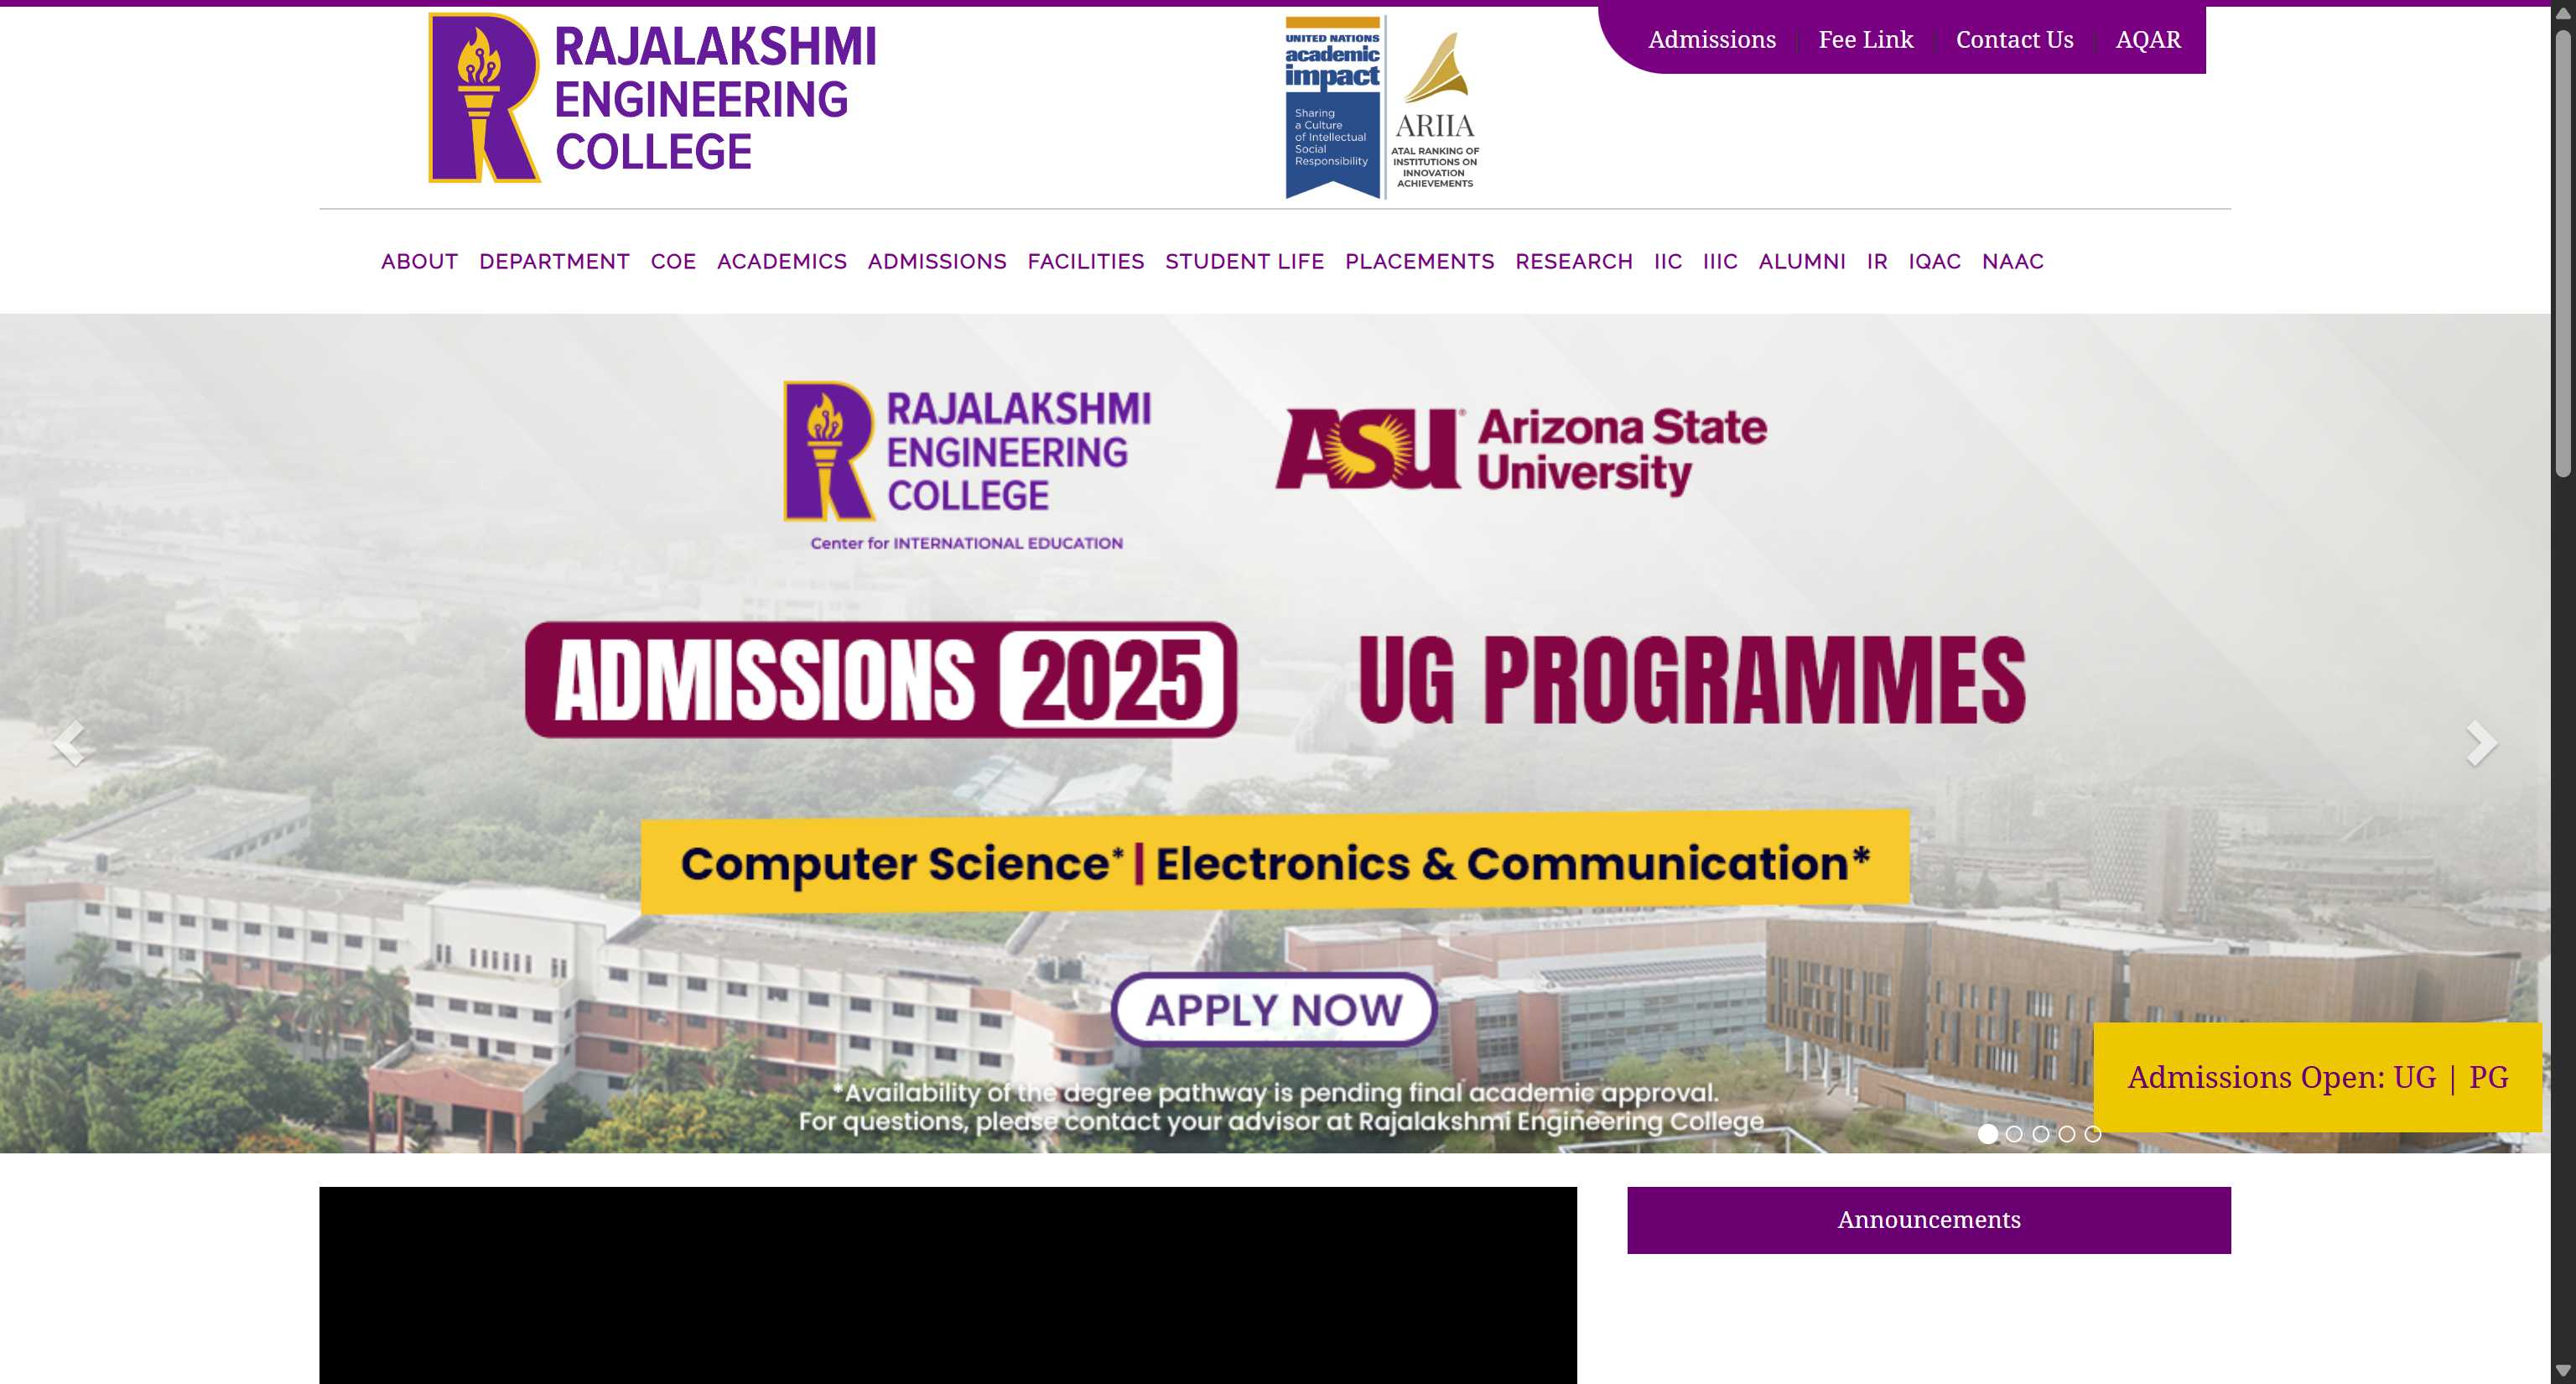 RAJALAKSHMI
ENGINEERING
COLLEGE
UNITED NATIONS
academic
impact
Sharing
a Culture
of Intellectual
Social
Responsibility
ARIIA
ATAL RANKING OF
INSTITUTIONS ON
INNOVATION
ACHIEVEMENTS
Admissions | Fee Link | Contact Us | AQAR
ABOUT DEPARTMENT COE ACADEMICS ADMISSIONS FACILITIES STUDENT LIFE PLACEMENTS RESEARCH IIC IIIC ALUMNI IR IQAC NAAC
RAJALAKSHMI
ENGINEERING
COLLEGE
Center for INTERNATIONAL EDUCATION
ASU® Arizona State
University
ADMISSIONS 2025 UG PROGRAMMES
Computer Science* | Electronics & Communication*
APPLY NOW
*Availability of the degree pathway is pending final academic approval.
For questions, please contact your advisor at Rajalakshmi Engineering College
Admissions Open: UG | PG
Announcements